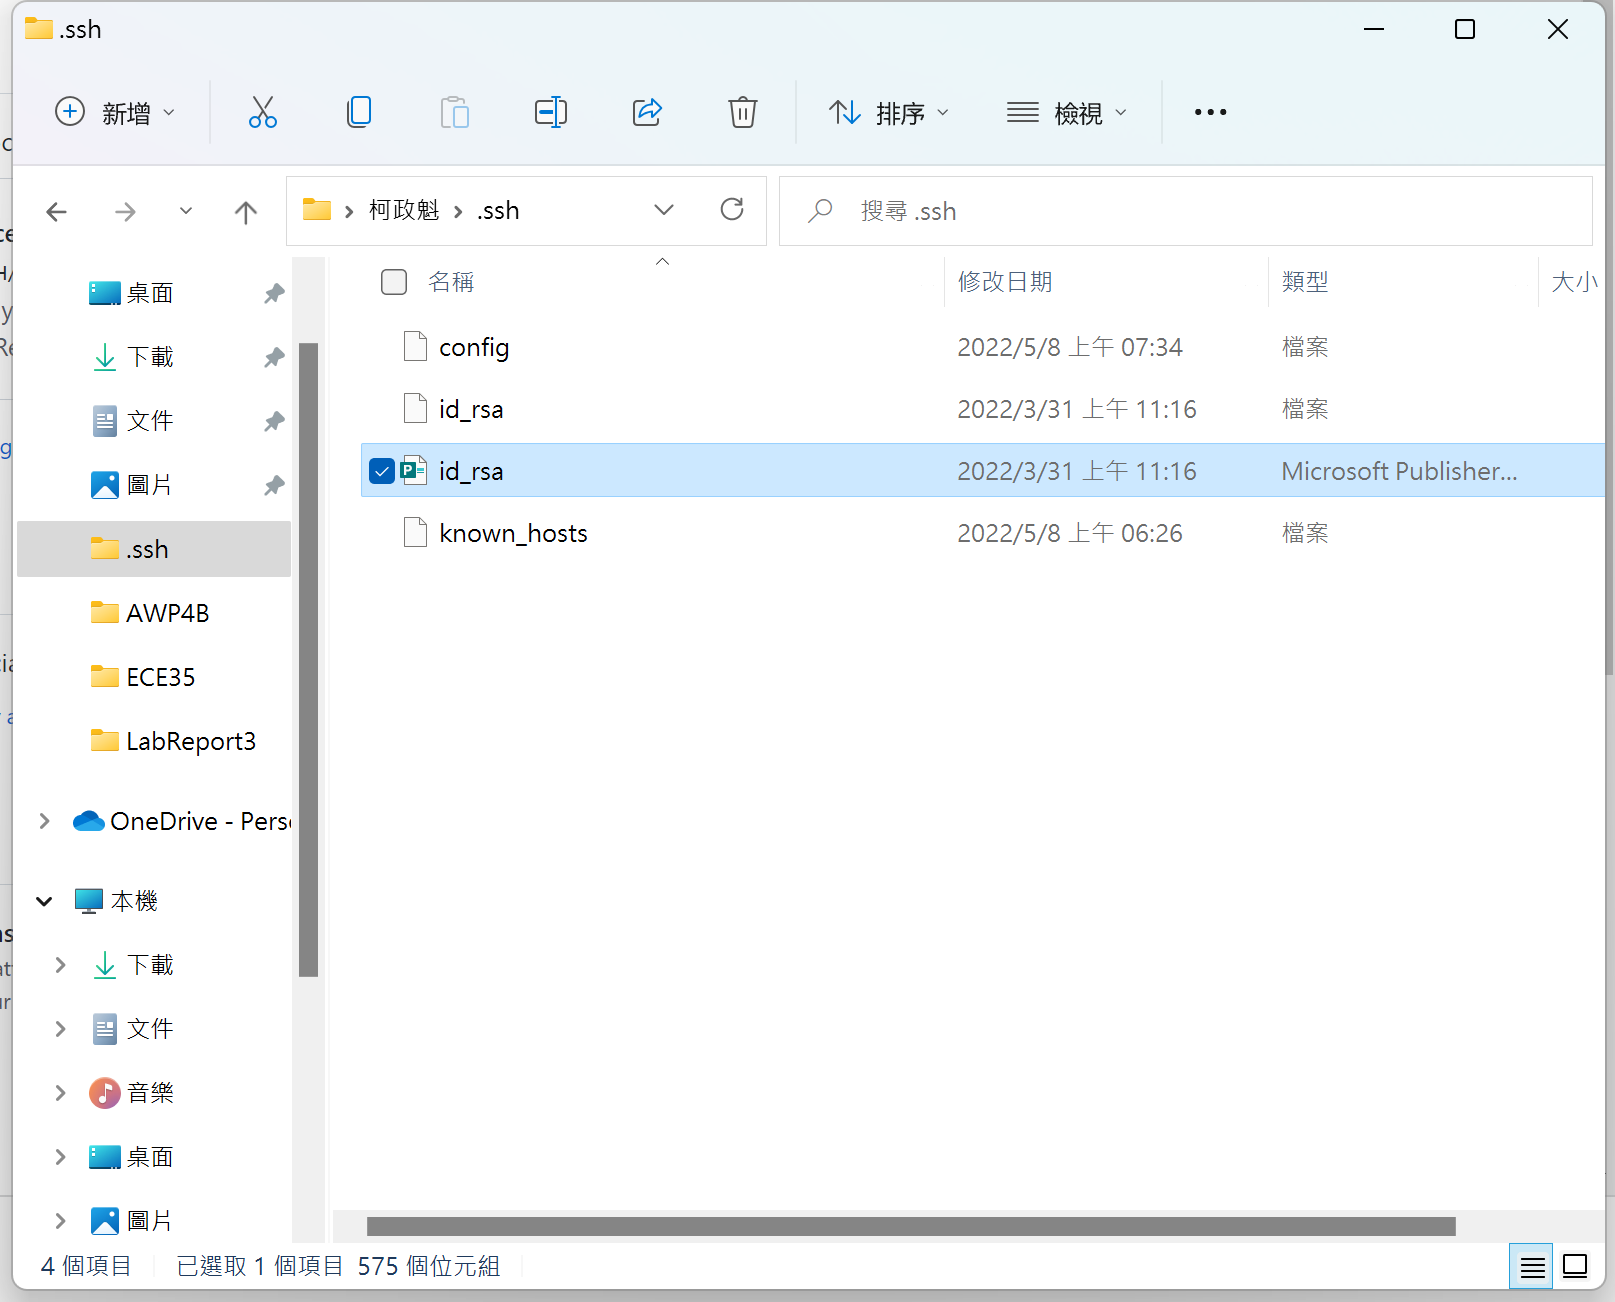 .ssh
新增
排序
檢視
柯政魁
.ssh
搜尋 .ssh
名稱
修改日期
類型
大小
config
2022/5/8 上午 07:34
檔案
id_rsa
2022/3/31 上午 11:16
檔案
id_rsa
2022/3/31 上午 11:16
Microsoft Publisher...
known_hosts
2022/5/8 上午 06:26
檔案
桌面
下載
文件
圖片
.ssh
AWP4B
ECE35
LabReport3
OneDrive - Perso
本機
下載
文件
音樂
桌面
圖片
4 個項目
已選取 1 個項目 575 個位元組